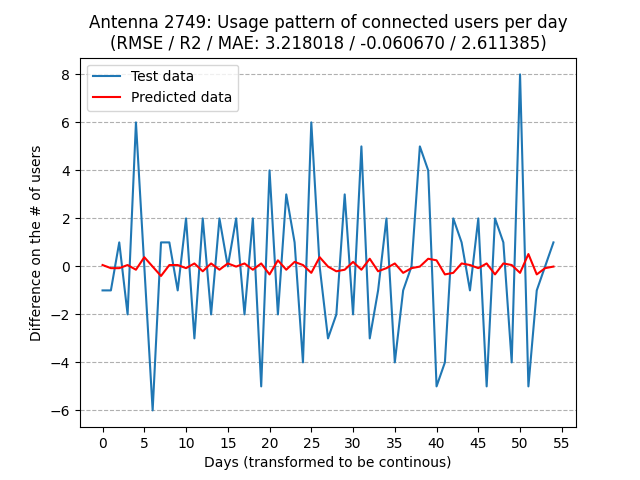 Antenna 2749: Usage pattern of connected users per day
(RMSE / R2 / MAE: 3.218018 / -0.060670 / 2.611385)
Test data
Predicted data
8
6
4
2
0
−2
−4
−6
Difference on the # of users
0 5 10 15 20 25 30 35 40 45 50 55
Days (transformed to be continous)